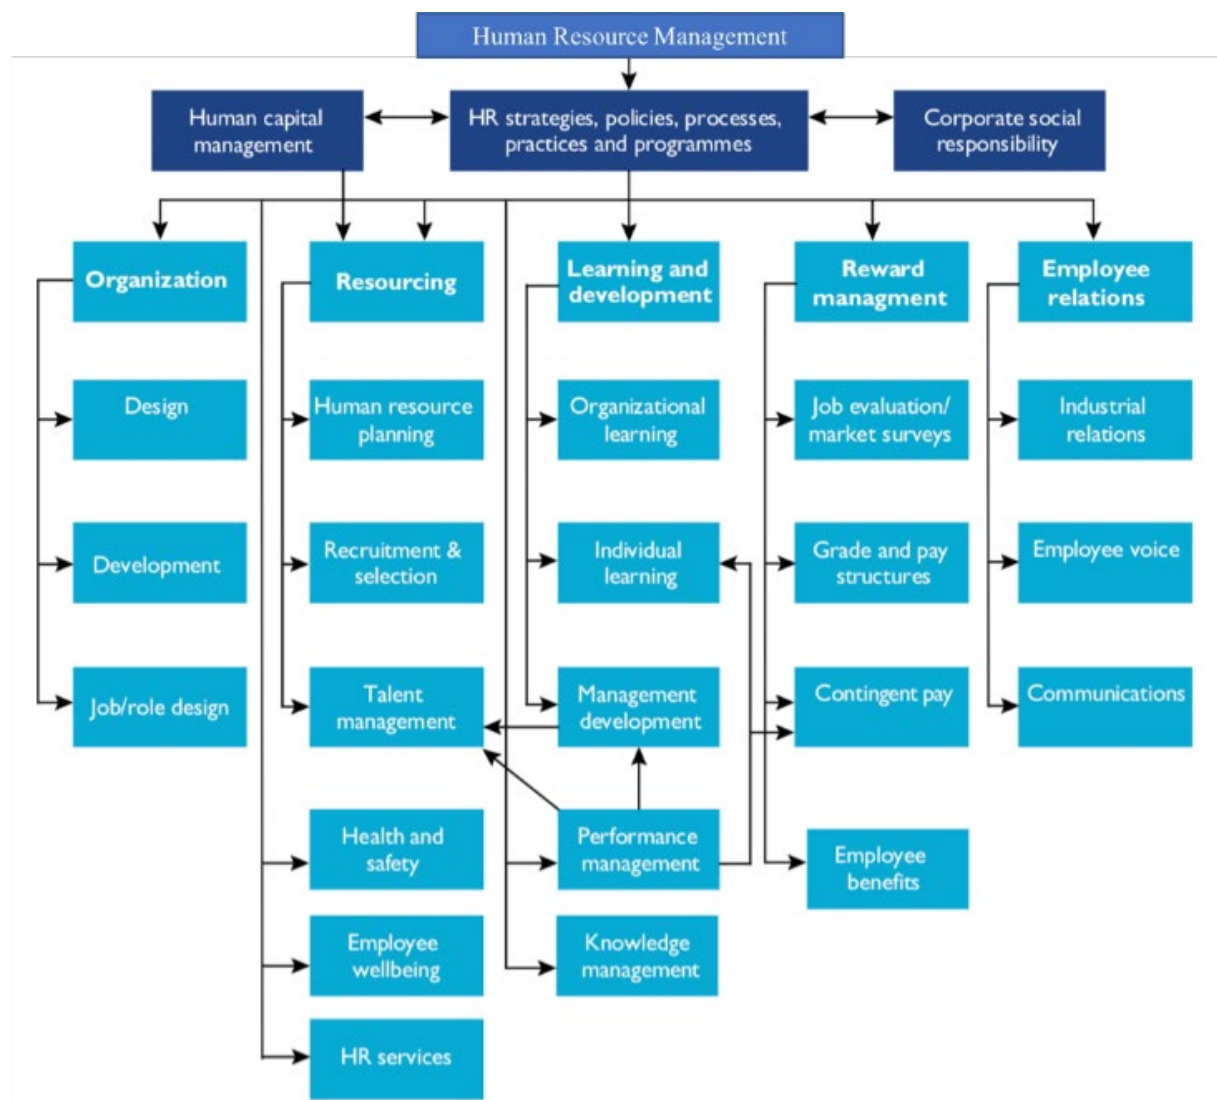 Human Resource Management
Human capital
management
HR strategies, policies, processes,
practices and programmes
Corporate social
responsibility
Organization
Resourcing
Learning and
development
Reward
managment
Employee
relations
Design
Human resource
planning
Organizational
learning
Job evaluation/
market surveys
Industrial
relations
Development
Recruitment &
selection
Individual
learning
Grade and pay
structures
Employee voice
Job/role design
Talent
management
Management
development
Contingent pay
Communications
Health and
safety
Performance
management
Employee
benefits
Employee
wellbeing
Knowledge
management
HR services